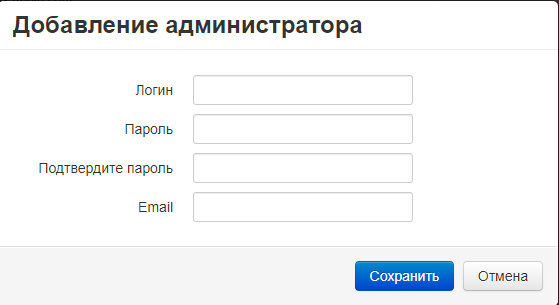 Добавление администратора
Логин
Пароль
Подтвердите пароль
Email
Сохранить Отмена